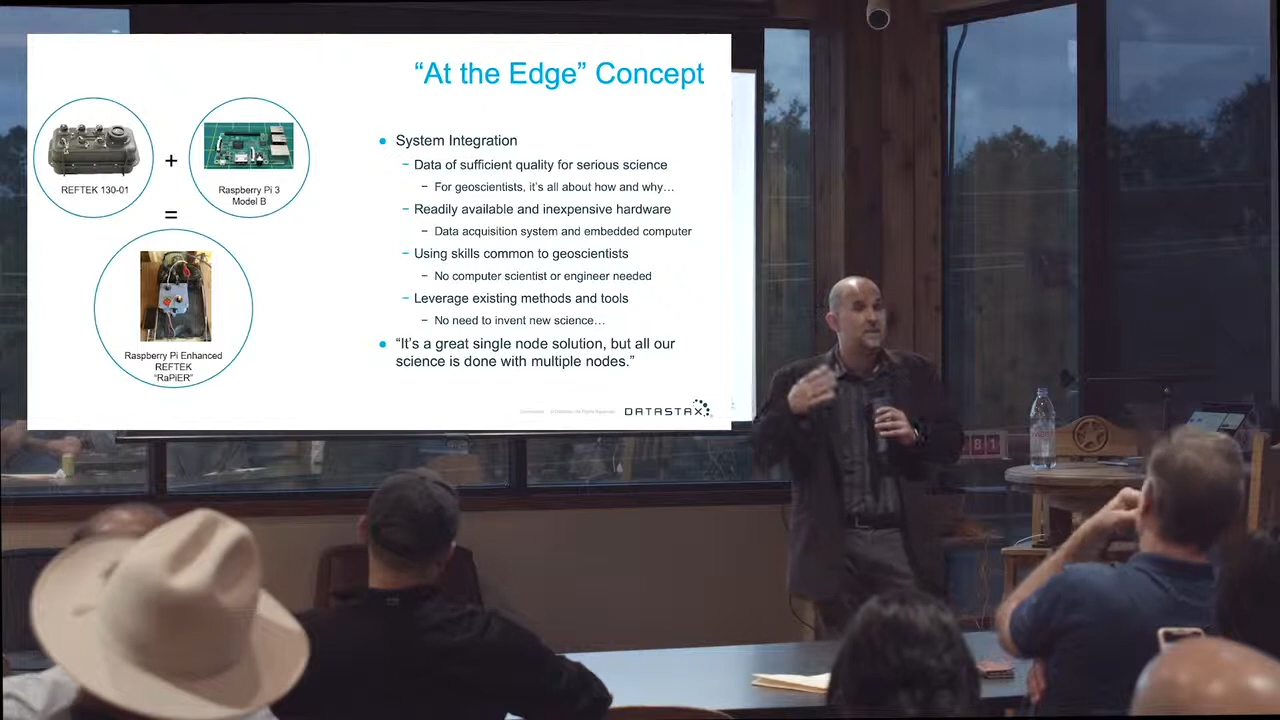 “At the Edge” Concept
REFTEK 130-01
+
Raspberry Pi 3
Model B
=
Raspberry Pi Enhanced
REFTEK
“RaPiER”
System Integration
– Data of sufficient quality for serious science
– For geoscientists, it’s all about how and why…
– Readily available and inexpensive hardware
– Data acquisition system and embedded computer
– Using skills common to geoscientists
– No computer scientist or engineer needed
– Leverage existing methods and tools
– No need to invent new science…
“It’s a great single node solution, but all our
science is done with multiple nodes.”
DATASTAX
81